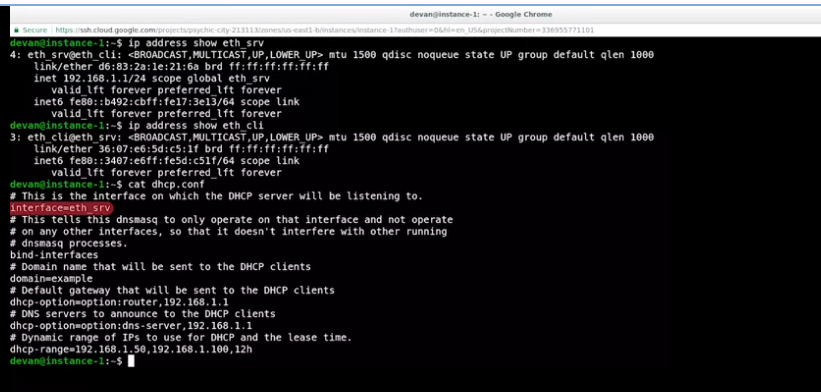 devan@instance-1: ~ - Google Chrome
Secure | https://ssh.cloud.google.com/projects/psychic-city-213113/zones/us-east1-b/instances/instance-1?authuser=0&hl=en_US&projectNumber=336955771101
devan@instance-1:~$ ip address show eth_srv
4: eth_srv@eth_cli: <BROADCAST,MULTICAST,UP,LOWER_UP> mtu 1500 qdisc noqueue state UP group default qlen 1000
link/ether d6:83:2a:1e:21:6a brd ff:ff:ff:ff:ff:ff
inet 192.168.1.1/24 scope global eth_srv
valid_lft forever preferred_lft forever
inet6 fe80::b492:cbff:fe17:3e13/64 scope link
valid_lft forever preferred_lft forever
devan@instance-1:~$ ip address show eth_cli
3: eth_cli@eth_srv: <BROADCAST,MULTICAST,UP,LOWER_UP> mtu 1500 qdisc noqueue state UP group default qlen 1000
link/ether 36:07:e6:5d:c5:1f brd ff:ff:ff:ff:ff:ff
inet6 fe80::3407:e6ff:fe5d:c51f/64 scope link
valid_lft forever preferred_lft forever
devan@instance-1:~$ cat dhcp.conf
# This is the interface on which the DHCP server will be listening to.
interface=eth_srv
# This tells this dnsmasq to only operate on that interface and not operate
# on any other interfaces, so that it doesn't interfere with other running
# dnsmasq processes.
bind-interfaces
# Domain name that will be sent to the DHCP clients
domain=example
# Default gateway that will be sent to the DHCP clients
dhcp-option=option:router,192.168.1.1
# DNS servers to announce to the DHCP clients
dhcp-option=option:dns-server,192.168.1.1
# Dynamic range of IPs to use for DHCP and the lease time.
dhcp-range=192.168.1.50,192.168.1.100,12h
devan@instance-1:~$